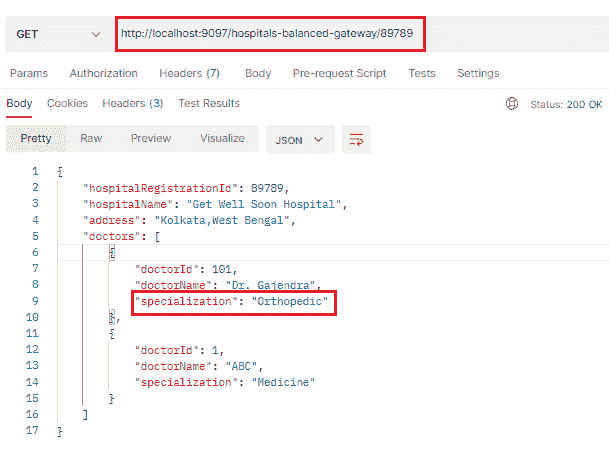 GET http://localhost:9097/hospitals-balanced-gateway/89789
Params Authorization Headers (7) Body Pre-request Script Tests Settings
Body Cookies Headers (3) Test Results Status: 200 OK
Pretty Raw Preview Visualize JSON
1 {
2 "hospitalRegistrationId": 89789,
3 "hospitalName": "Get Well Soon Hospital",
4 "address": "Kolkata,West Bengal",
5 "doctors": [
6 {
7 "doctorId": 101,
8 "doctorName": "Dr. Gajendra",
9 "specialization": "Orthopedic"
10 },
11 {
12 "doctorId": 1,
13 "doctorName": "ABC",
14 "specialization": "Medicine"
15 }
16 ]
17 }